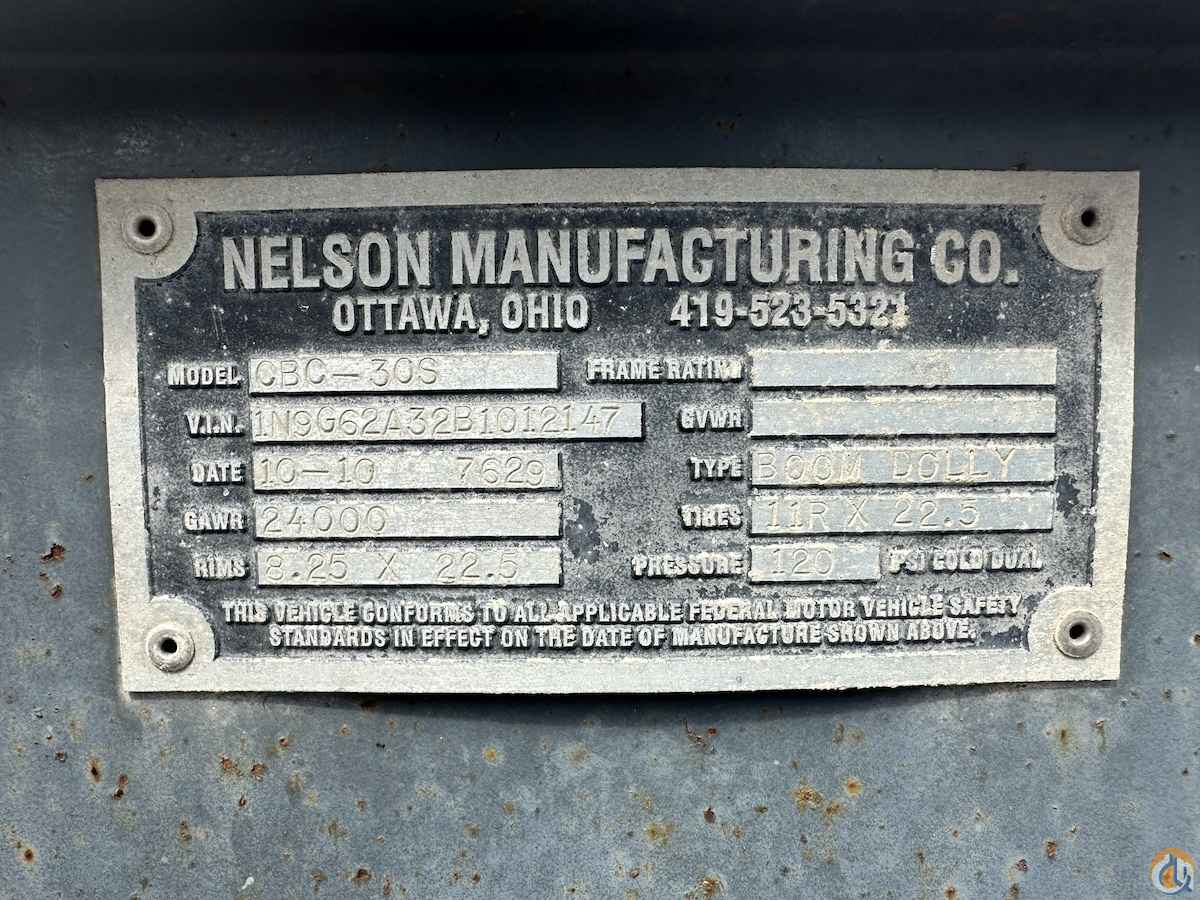 NELSON MANUFACTURING CO.
OTTAWA, OHIO 419-523-5321
MODEL CBC-30S FRAME RATING
V.I.N. 1N9G62A32B1012147 GVWR
DATE 10-10 7629 TYPE BOOM DOLLY
GAWR 24000 TIRES 11R X 22.5
RIMS 8.25 X 22.5 PRESSURE 120 PSI COLD DUAL
THIS VEHICLE CONFORMS TO ALL APPLICABLE FEDERAL MOTOR VEHICLE SAFETY
STANDARDS IN EFFECT ON THE DATE OF MANUFACTURE SHOWN ABOVE.